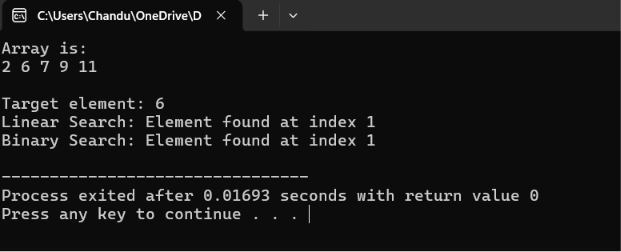 C:\Users\Chandu\OneDrive\D
Array is:
2 6 7 9 11
Target element: 6
Linear Search: Element found at index 1
Binary Search: Element found at index 1
--------------------------------
Process exited after 0.01693 seconds with return value 0
Press any key to continue . . .